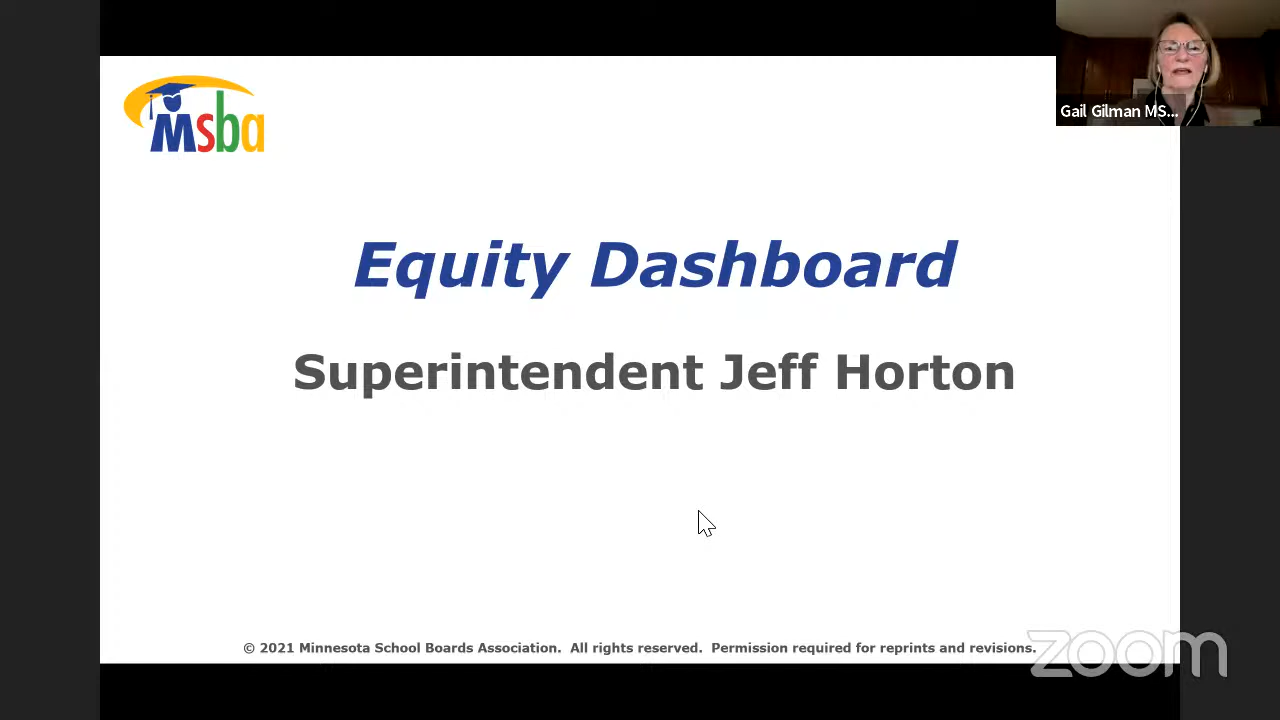 Gail Gilman MS...
Msba
Equity Dashboard
Superintendent Jeff Horton
© 2021 Minnesota School Boards Association. All rights reserved. Permission required for reprints and revisions.
zoom